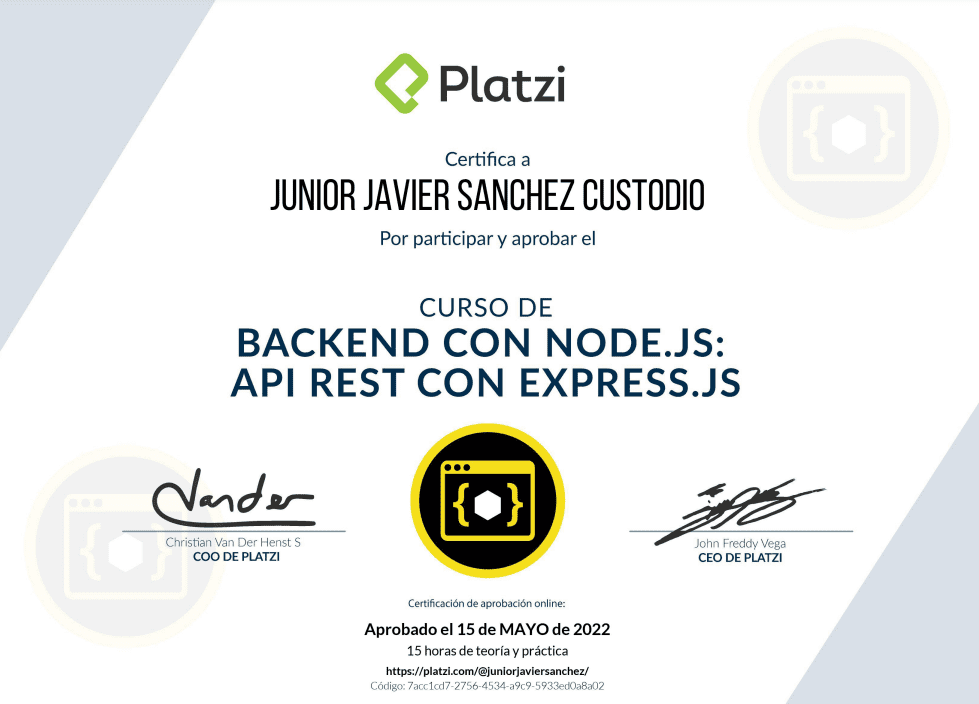 Platzi
Certifica a
JUNIOR JAVIER SANCHEZ CUSTODIO
Por participar y aprobar el
CURSO DE
BACKEND CON NODE.JS:
API REST CON EXPRESS.JS
Vander
Christian Van Der Henst S
COO DE PLATZI
John Freddy Vega
CEO DE PLATZI
Certificación de aprobación online:
Aprobado el 15 de MAYO de 2022
15 horas de teoría y práctica
https://platzi.com/@juniorjaviersanchez/
Código: 7acc1cd7-2756-4534-a9c9-5933ed0a8a02